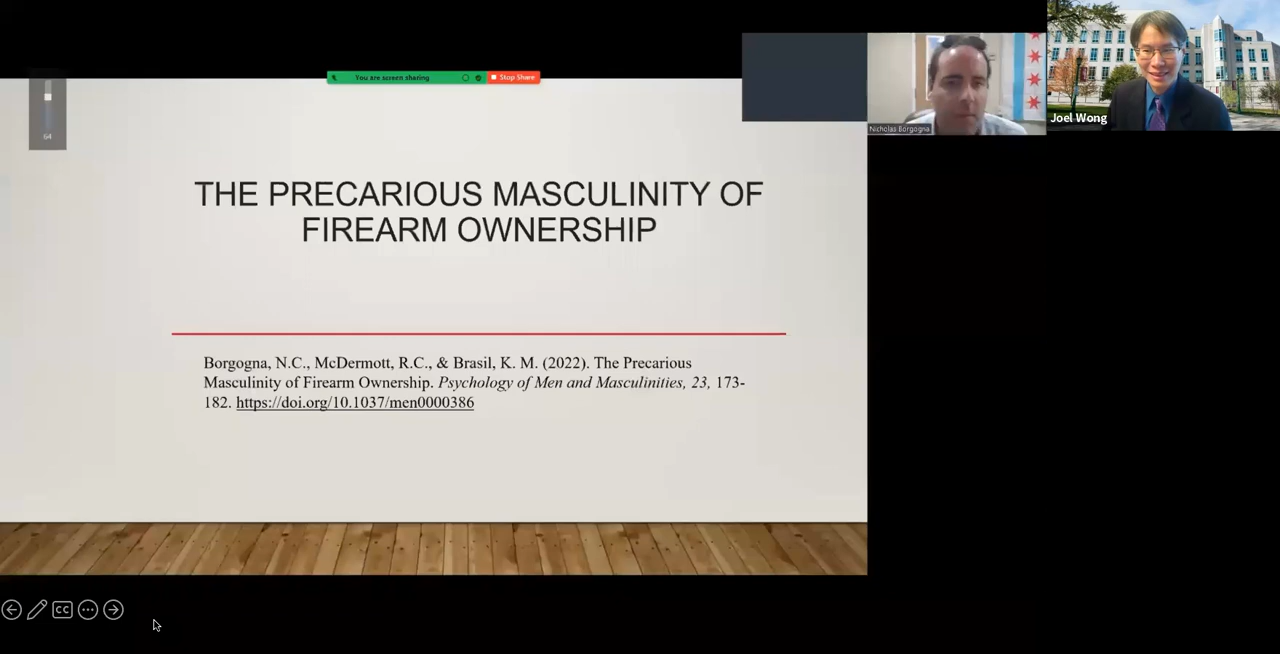 You are screen sharing
Stop Share
64
Nicholas Borgogna
Joel Wong
THE PRECARIOUS MASCULINITY OF
FIREARM OWNERSHIP
Borgogna, N.C., McDermott, R.C., & Brasil, K. M. (2022). The Precarious
Masculinity of Firearm Ownership. Psychology of Men and Masculinities, 23, 173-
182. https://doi.org/10.1037/men0000386
CC